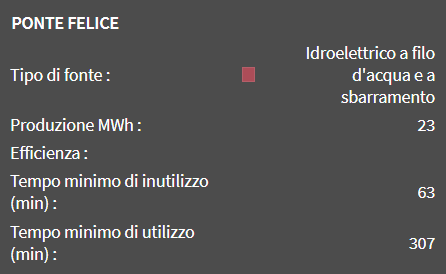 PONTE FELICE
Tipo di fonte :
Idroelettrico a filo
d'acqua e a
sbarramento
Produzione MWh :
23
Efficienza :
Tempo minimo di inutilizzo
(min) :
63
Tempo minimo di utilizzo
(min) :
307